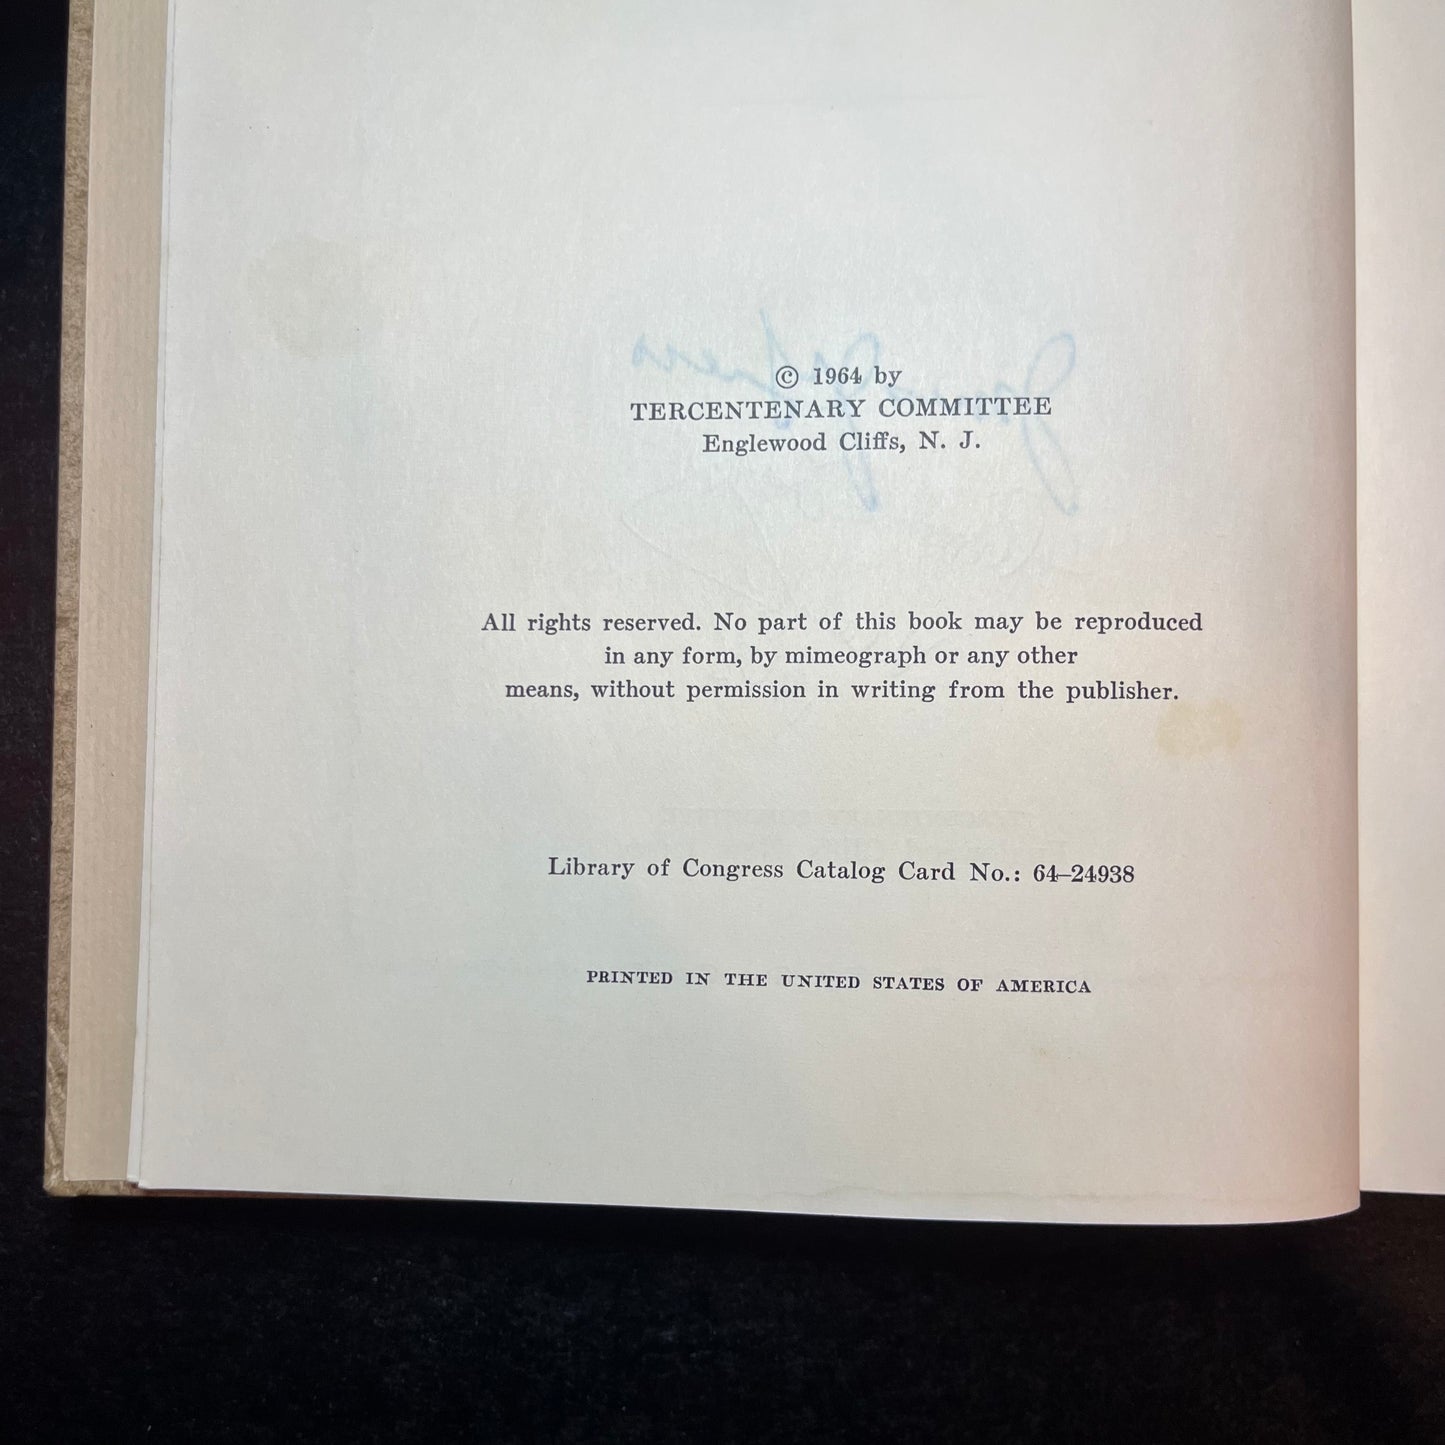 © 1964 by
TERCENTENARY COMMITTEE
Englewood Cliffs, N. J.
All rights reserved. No part of this book may be reproduced
in any form, by mimeograph or any other
means, without permission in writing from the publisher.
Library of Congress Catalog Card No.: 64–24938
PRINTED IN THE UNITED STATES OF AMERICA